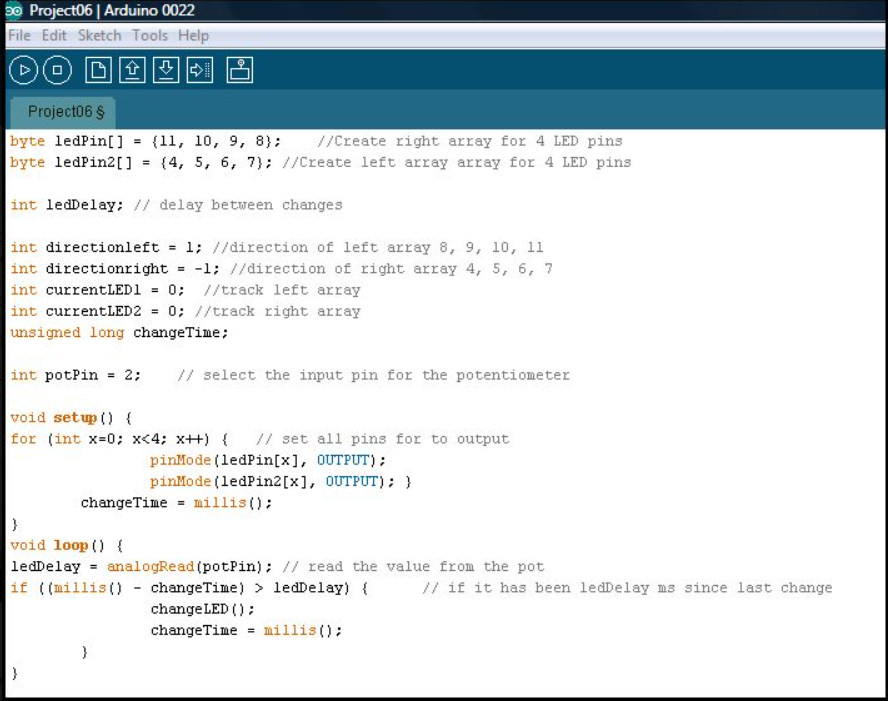 Project06 | Arduino 0022
File Edit Sketch Tools Help
Project06 §
byte ledPin[] = {11, 10, 9, 8};    //Create right array for 4 LED pins
byte ledPin2[] = {4, 5, 6, 7}; //Create left array array for 4 LED pins
int ledDelay; // delay between changes
int directionleft = 1; //direction of left array 8, 9, 10, 11
int directionright = -1; //direction of right array 4, 5, 6, 7
int currentLED1 = 0;  //track left array
int currentLED2 = 0; //track right array
unsigned long changeTime;
int potPin = 2;    // select the input pin for the potentiometer
void setup() {
for (int x=0; x<4; x++) {   // set all pins for to output
                pinMode(ledPin[x], OUTPUT);
                pinMode(ledPin2[x], OUTPUT); }
        changeTime = millis();
}
void loop() {
ledDelay = analogRead(potPin); // read the value from the pot
if ((millis() - changeTime) > ledDelay) {      // if it has been ledDelay ms since last change
                changeLED();
                changeTime = millis();
        }
}